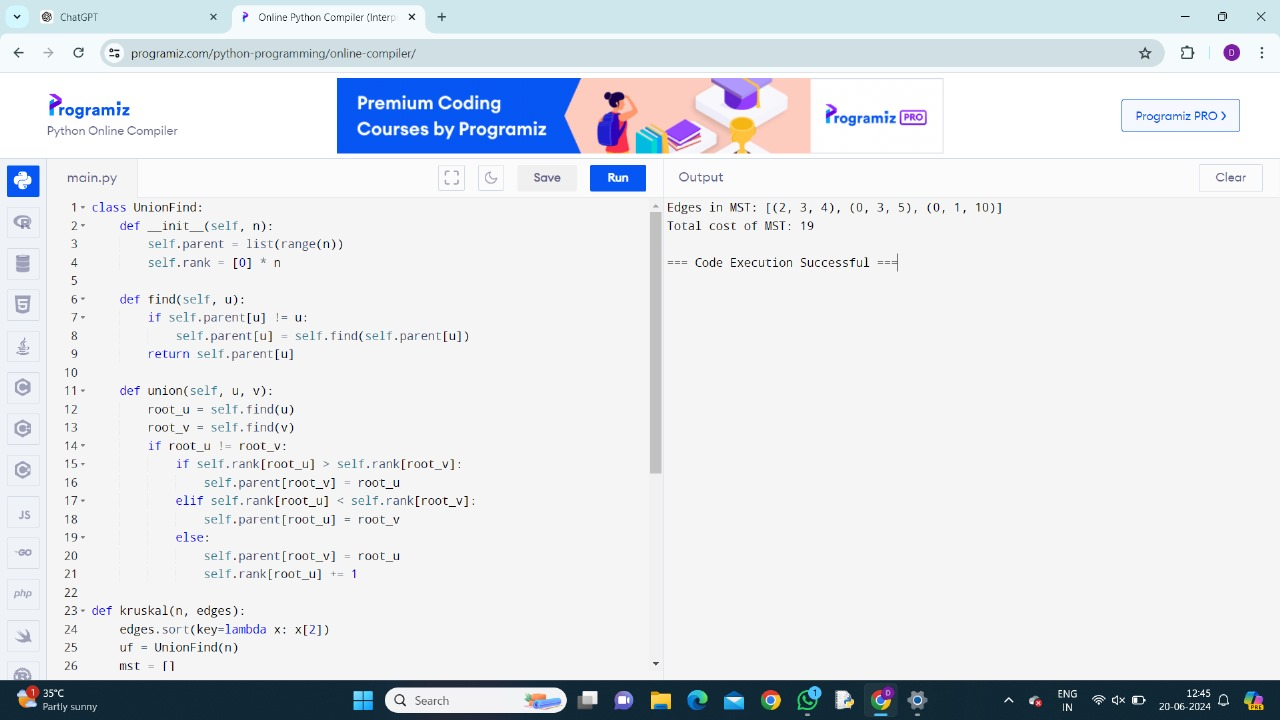 ChatGPT
Online Python Compiler (Interp
programiz.com/python-programming/online-compiler/
D
Programiz
Python Online Compiler
Premium Coding
Courses by Programiz
Programiz PRO
Programiz PRO
main.py
Save
Run
Output
Clear
1 class UnionFind:
2     def __init__(self, n):
3         self.parent = list(range(n))
4         self.rank = [0] * n
5
6     def find(self, u):
7         if self.parent[u] != u:
8             self.parent[u] = self.find(self.parent[u])
9         return self.parent[u]
10
11     def union(self, u, v):
12         root_u = self.find(u)
13         root_v = self.find(v)
14         if root_u != root_v:
15             if self.rank[root_u] > self.rank[root_v]:
16                 self.parent[root_v] = root_u
17             elif self.rank[root_u] < self.rank[root_v]:
18                 self.parent[root_u] = root_v
19             else:
20                 self.parent[root_v] = root_u
21                 self.rank[root_u] += 1
22
23 def kruskal(n, edges):
24     edges.sort(key=lambda x: x[2])
25     uf = UnionFind(n)
26     mst = []
Edges in MST: [(2, 3, 4), (0, 3, 5), (0, 1, 10)]
Total cost of MST: 19
=== Code Execution Successful ===
JS
GO
php
1
35°C
Partly sunny
Search
1
D
ENG
IN
12:45
20-06-2024
PRE